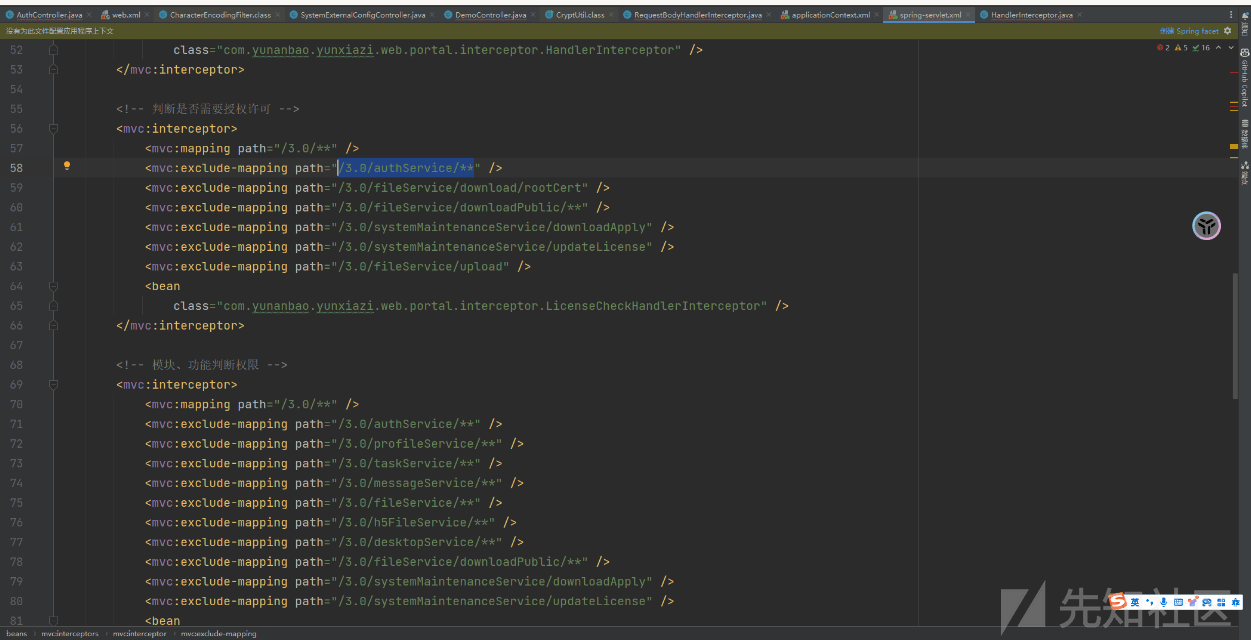 AuthController.java web.xml CharacterEncodingFilter.class SystemExternalConfigController.java DemoController.java CryptUtil.class RequestBodyHandlerInterceptor.java applicationContext.xml spring-servlet.xml HandlerInterceptor.java
没有为此文件配置应用程序上下文 创建 Spring facet
2 5 16
52 class="com.yunanbao.yunxiazi.web.portal.interceptor.HandlerInterceptor" />
53 </mvc:interceptor>
54
55 <!-- 判断是否需要授权许可 -->
56 <mvc:interceptor>
57 <mvc:mapping path="/3.0/**" />
58 <mvc:exclude-mapping path="/3.0/authService/**" />
59 <mvc:exclude-mapping path="/3.0/fileService/download/rootCert" />
60 <mvc:exclude-mapping path="/3.0/fileService/downloadPublic/**" />
61 <mvc:exclude-mapping path="/3.0/systemMaintenanceService/downloadApply" />
62 <mvc:exclude-mapping path="/3.0/systemMaintenanceService/updateLicense" />
63 <mvc:exclude-mapping path="/3.0/fileService/upload" />
64 <bean
65 class="com.yunanbao.yunxiazi.web.portal.interceptor.LicenseCheckHandlerInterceptor" />
66 </mvc:interceptor>
67
68 <!-- 模块、功能判断权限 -->
69 <mvc:interceptor>
70 <mvc:mapping path="/3.0/**" />
71 <mvc:exclude-mapping path="/3.0/authService/**" />
72 <mvc:exclude-mapping path="/3.0/profileService/**" />
73 <mvc:exclude-mapping path="/3.0/taskService/**" />
74 <mvc:exclude-mapping path="/3.0/messageService/**" />
75 <mvc:exclude-mapping path="/3.0/fileService/**" />
76 <mvc:exclude-mapping path="/3.0/h5FileService/**" />
77 <mvc:exclude-mapping path="/3.0/desktopService/**" />
78 <mvc:exclude-mapping path="/3.0/fileService/downloadPublic/**" />
79 <mvc:exclude-mapping path="/3.0/systemMaintenanceService/downloadApply" />
80 <mvc:exclude-mapping path="/3.0/systemMaintenanceService/updateLicense" />
81 <bean
beans mvc:interceptors mvc:interceptor mvc:exclude-mapping
通知
GitHub Copilot
数据库
先知社区
英